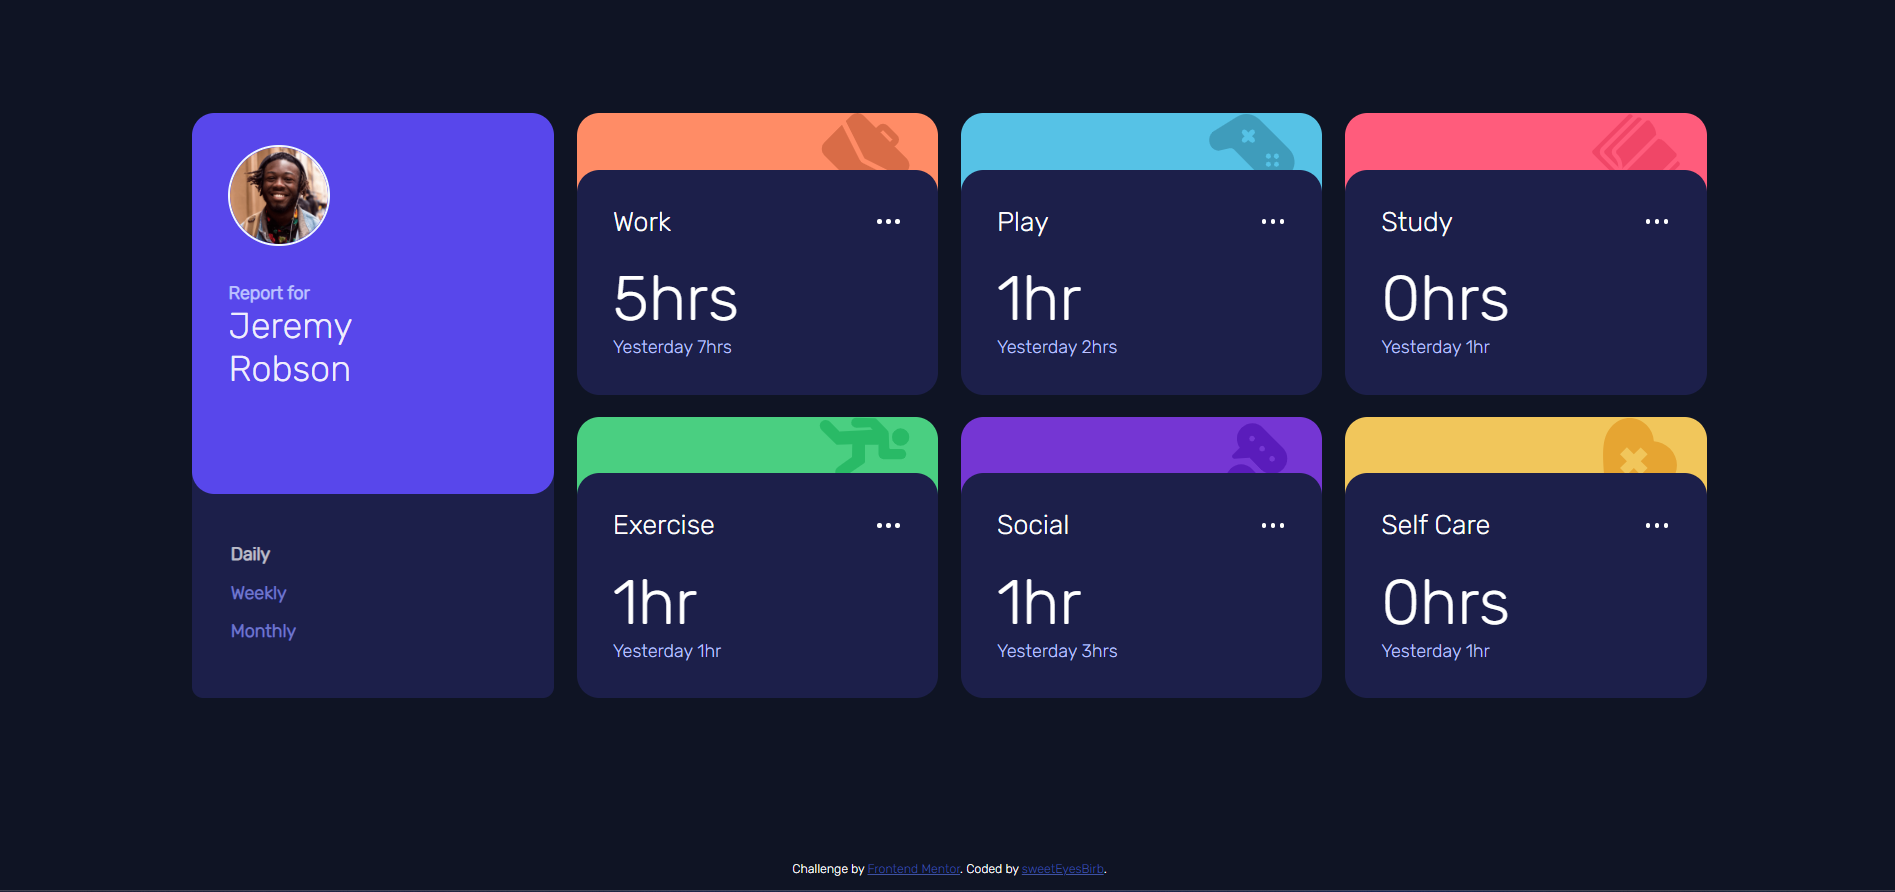 Report for
Jeremy
Robson
Daily
Weekly
Monthly
Work
5hrs
Yesterday 7hrs
Play
1hr
Yesterday 2hrs
Study
0hrs
Yesterday 1hr
Exercise
1hr
Yesterday 1hr
Social
1hr
Yesterday 3hrs
Self Care
0hrs
Yesterday 1hr
Challenge by Frontend Mentor. Coded by sweetEyesBirb.